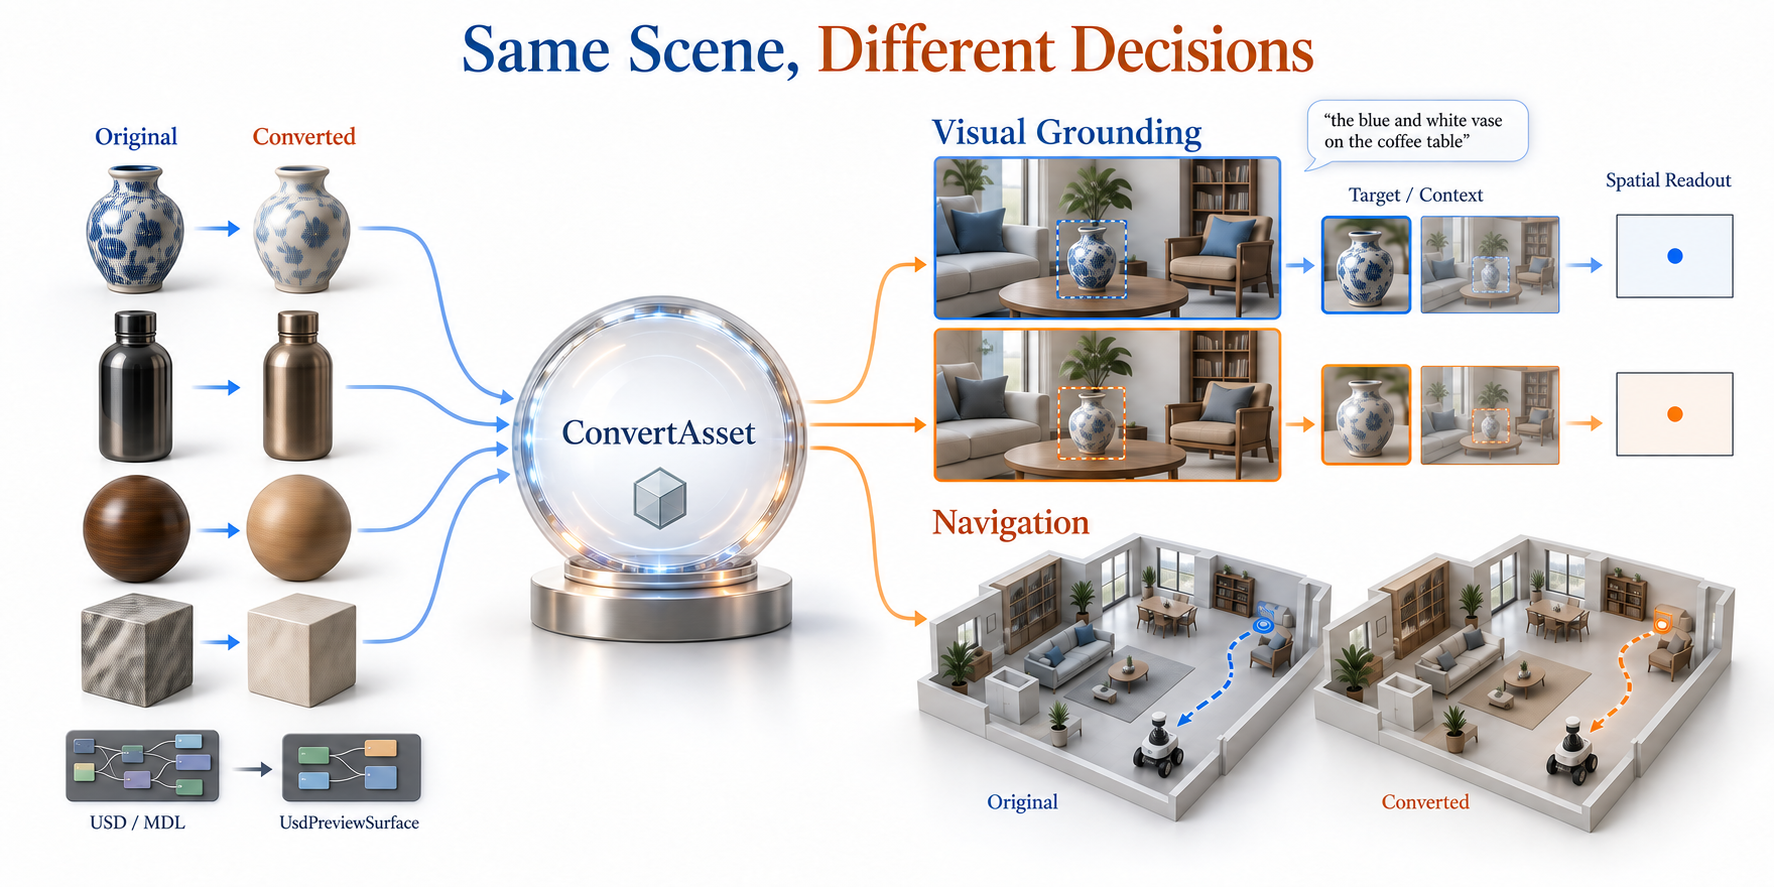 Same Scene, Different Decisions
Original
Converted
USD / MDL
UsdPreviewSurface
ConvertAsset
Visual Grounding
“the blue and white vase
on the coffee table”
Target / Context
Spatial Readout
Navigation
Original
Converted